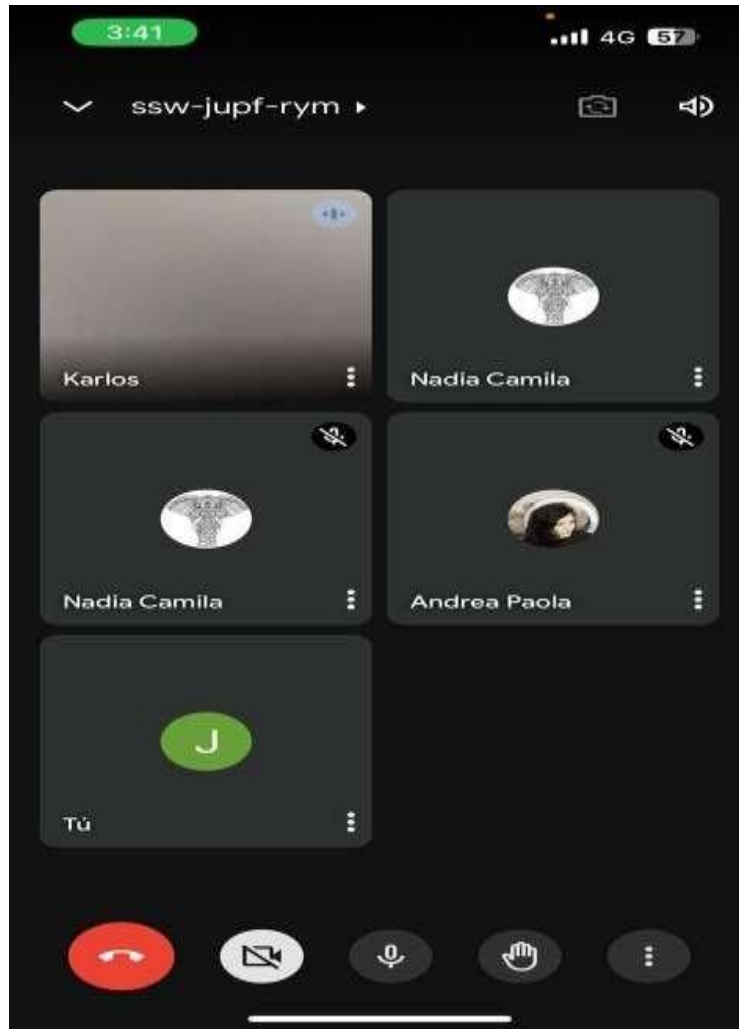 3:41 4G 57
ssw-jupf-rym
Karlos
Nadia Camila
Nadia Camila
Andrea Paola
J
Tú